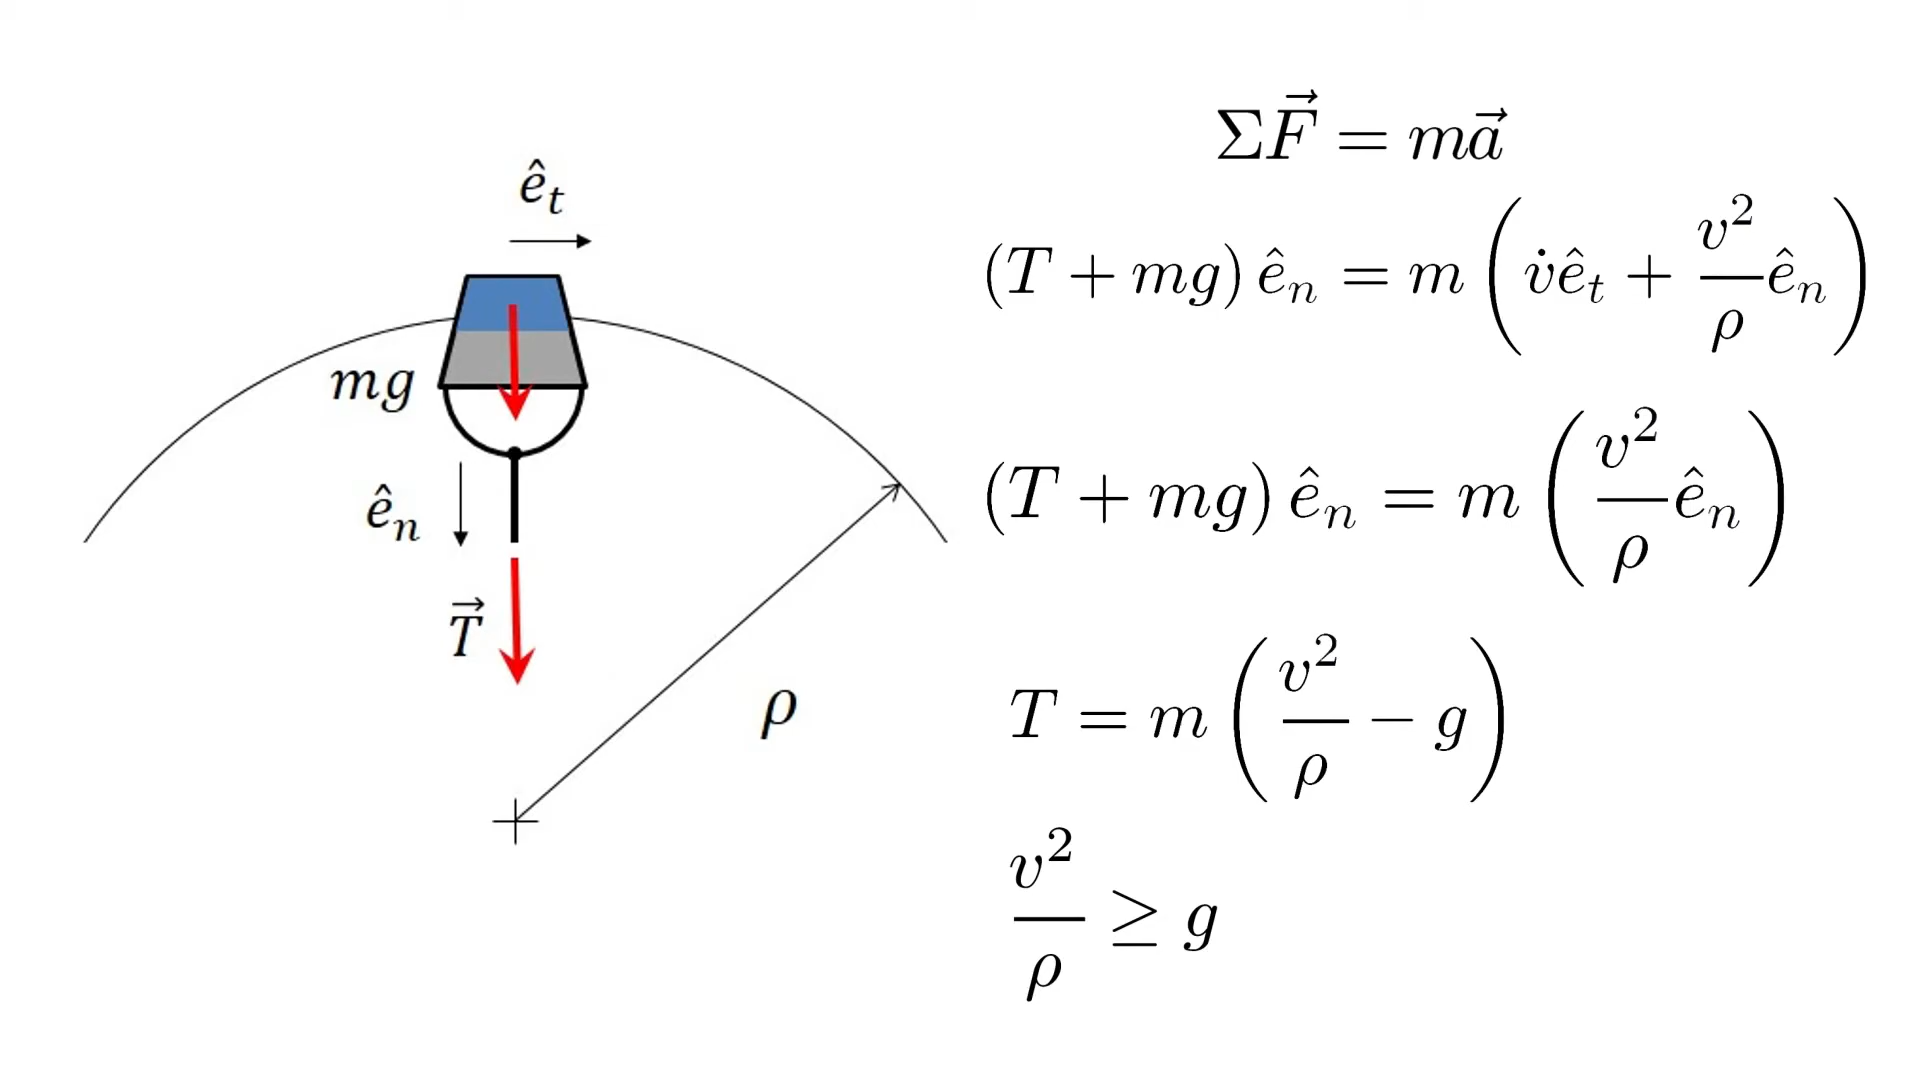 ê_t
mg
ê_n
T⃗
ρ
ΣF⃗ = ma⃗
(T + mg) ê_n = m (v̇ê_t + v²/ρ ê_n)
(T + mg) ê_n = m (v²/ρ ê_n)
T = m (v²/ρ − g)
v²/ρ ≥ g